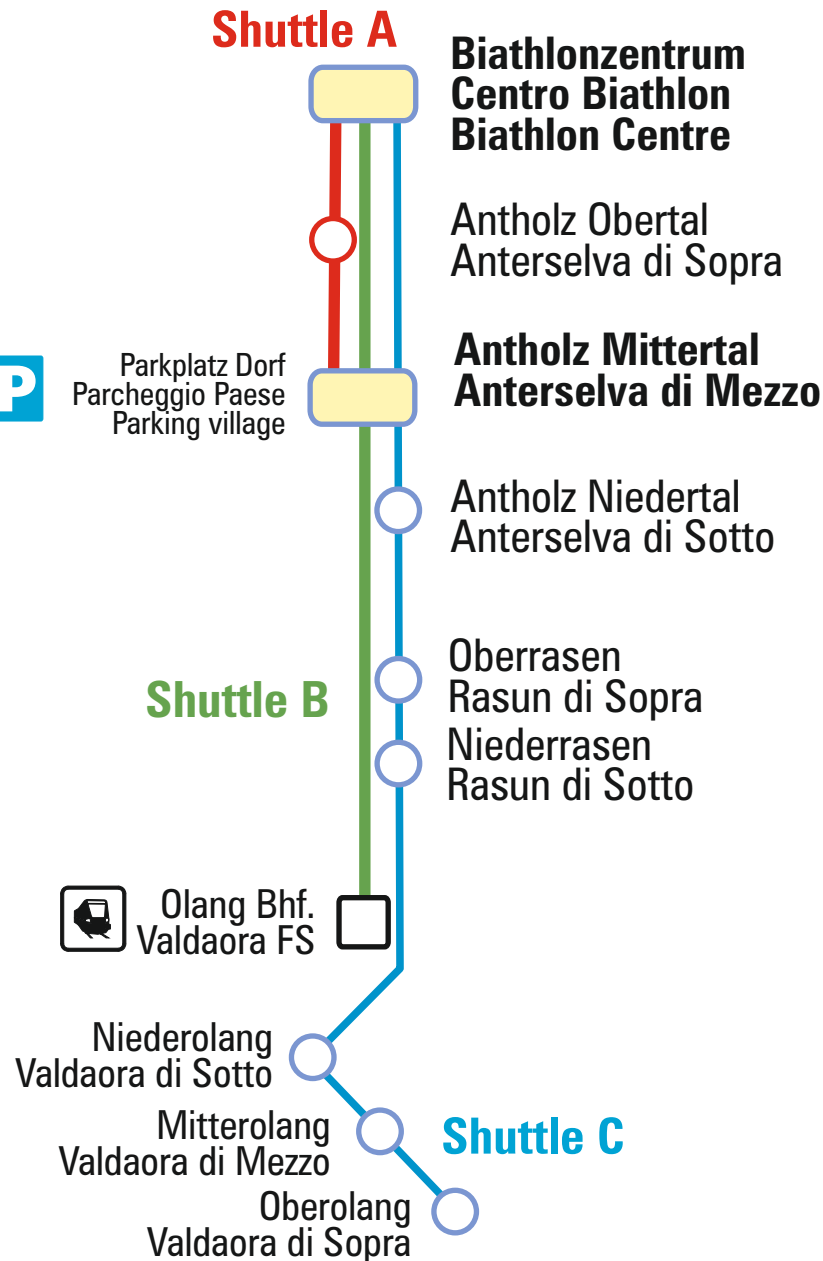 Shuttle A
Biathlonzentrum
Centro Biathlon
Biathlon Centre
Antholz Obertal
Anterselva di Sopra
P
Parkplatz Dorf
Parcheggio Paese
Parking village
Antholz Mittertal
Anterselva di Mezzo
Antholz Niedertal
Anterselva di Sotto
Oberrasen
Rasun di Sopra
Shuttle B
Niederrasen
Rasun di Sotto
Olang Bhf.
Valdaora FS
Niederolang
Valdaora di Sotto
Mitterolang
Valdaora di Mezzo
Shuttle C
Oberolang
Valdaora di Sopra